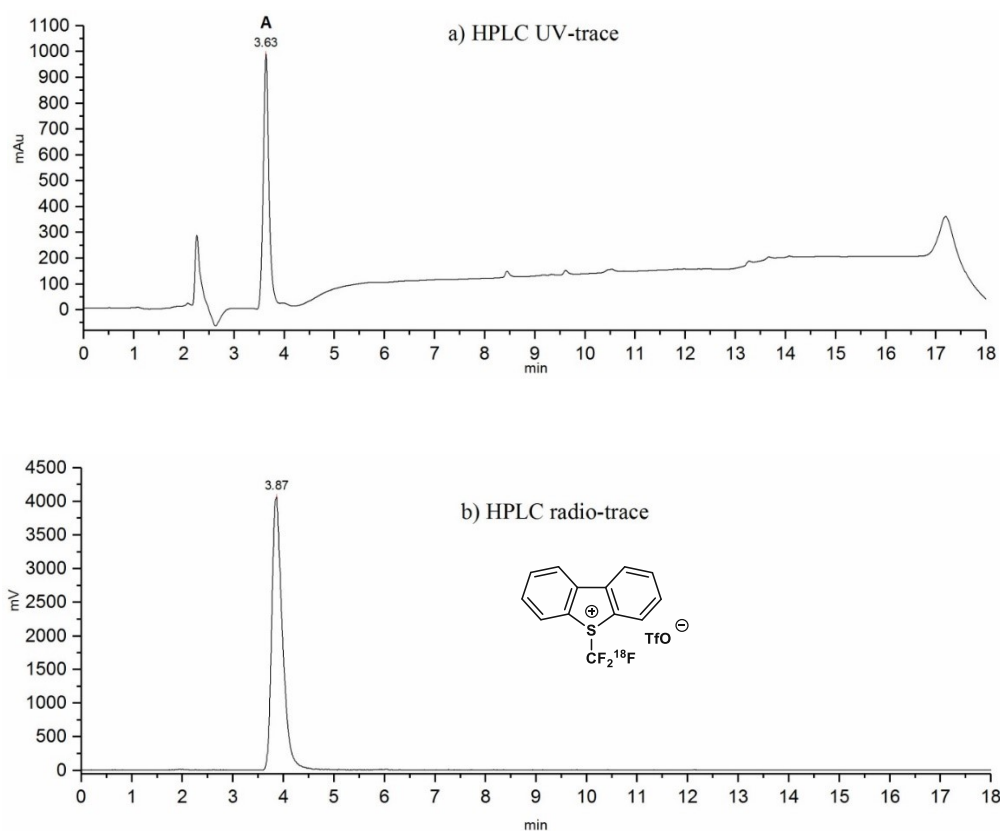 A
3.63
a) HPLC UV-trace
1100
1000
900
800
700
600
500
400
300
200
100
0
mAu
0 1 2 3 4 5 6 7 8 9 10 11 12 13 14 15 16 17 18
min
4500
4000
3500
3000
2500
2000
1500
1000
500
0
mV
3.87
b) HPLC radio-trace
S
⊕
TfO ⊖
CF₂¹⁸F
0 1 2 3 4 5 6 7 8 9 10 11 12 13 14 15 16 17 18
min